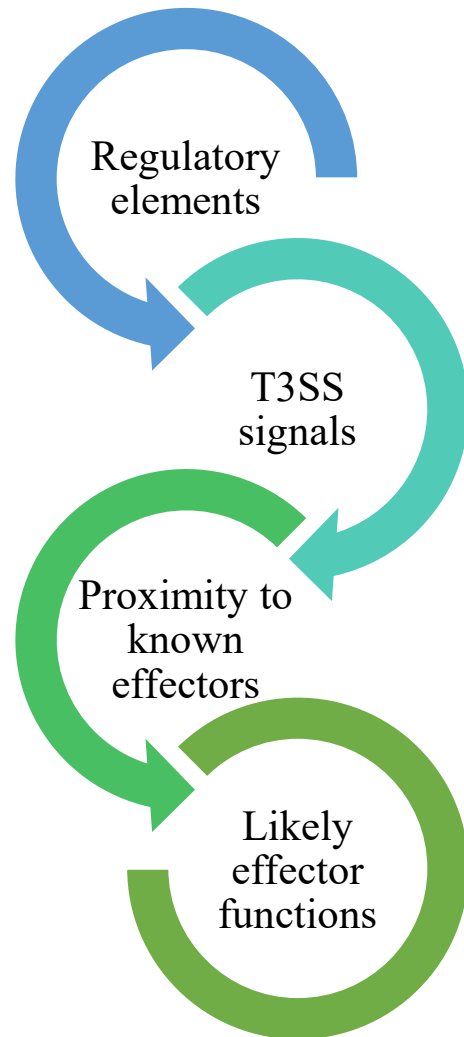 Regulatory
elements
T3SS
signals
Proximity to
known
effectors
Likely
effector
functions